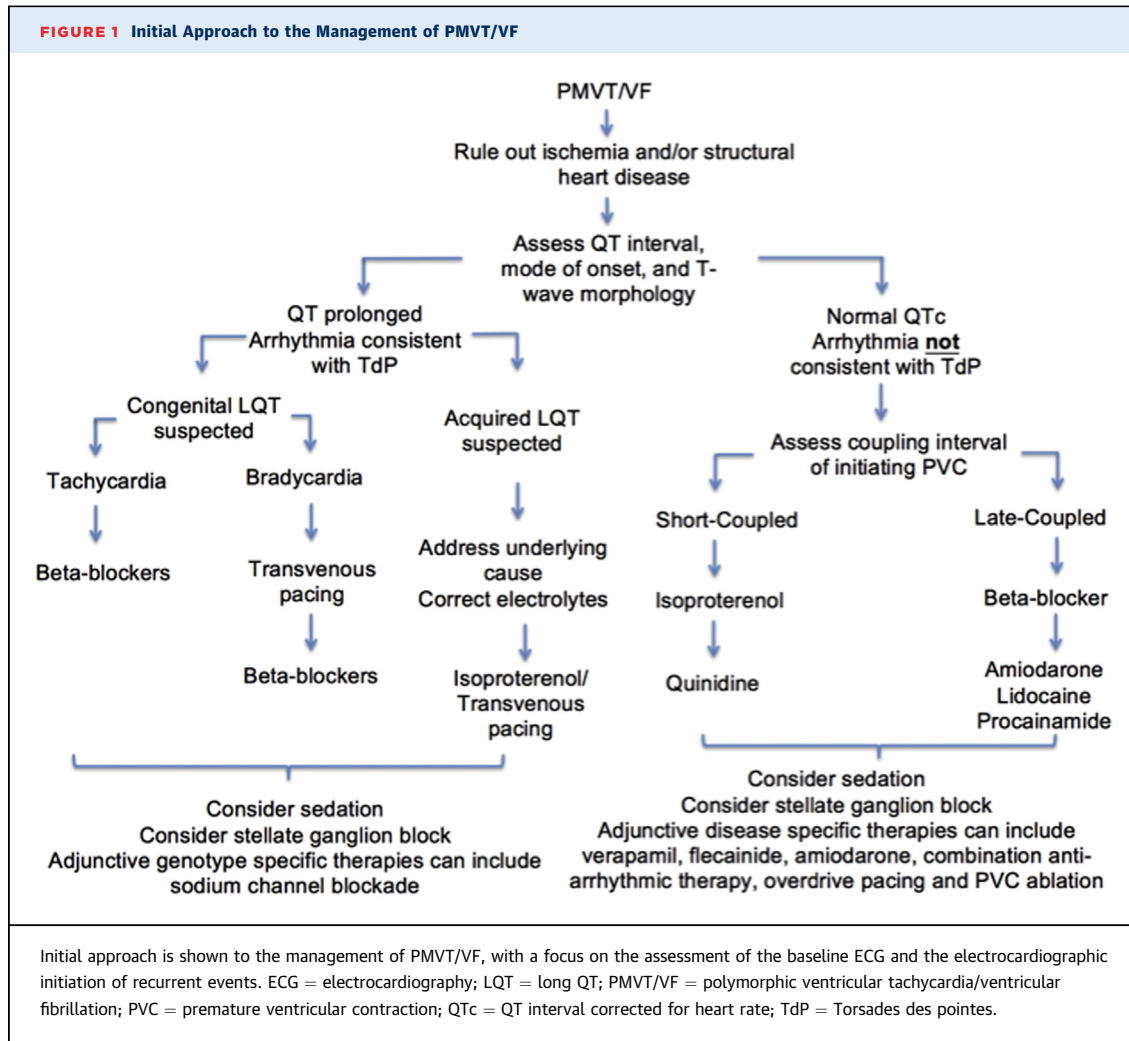 FIGURE 1 Initial Approach to the Management of PMVT/VF
PMVT/VF
Rule out ischemia and/or structural
heart disease
Assess QT interval,
mode of onset, and T-
wave morphology
QT prolonged
Arrhythmia consistent
with TdP
Congenital LQT
suspected
Tachycardia
Beta-blockers
Bradycardia
Transvenous
pacing
Beta-blockers
Acquired LQT
suspected
Address underlying
cause
Correct electrolytes
Isoproterenol/
Transvenous
pacing
Consider sedation
Consider stellate ganglion block
Adjunctive genotype specific therapies can include
sodium channel blockade
Normal QTc
Arrhythmia not
consistent with TdP
Assess coupling interval
of initiating PVC
Short-Coupled
Isoproterenol
Quinidine
Late-Coupled
Beta-blocker
Amiodarone
Lidocaine
Procainamide
Consider sedation
Consider stellate ganglion block
Adjunctive disease specific therapies can include
verapamil, flecainide, amiodarone, combination anti-
arrhythmic therapy, overdrive pacing and PVC ablation
Initial approach is shown to the management of PMVT/VF, with a focus on the assessment of the baseline ECG and the electrocardiographic
initiation of recurrent events. ECG = electrocardiography; LQT = long QT; PMVT/VF = polymorphic ventricular tachycardia/ventricular
fibrillation; PVC = premature ventricular contraction; QTc = QT interval corrected for heart rate; TdP = Torsades des pointes.